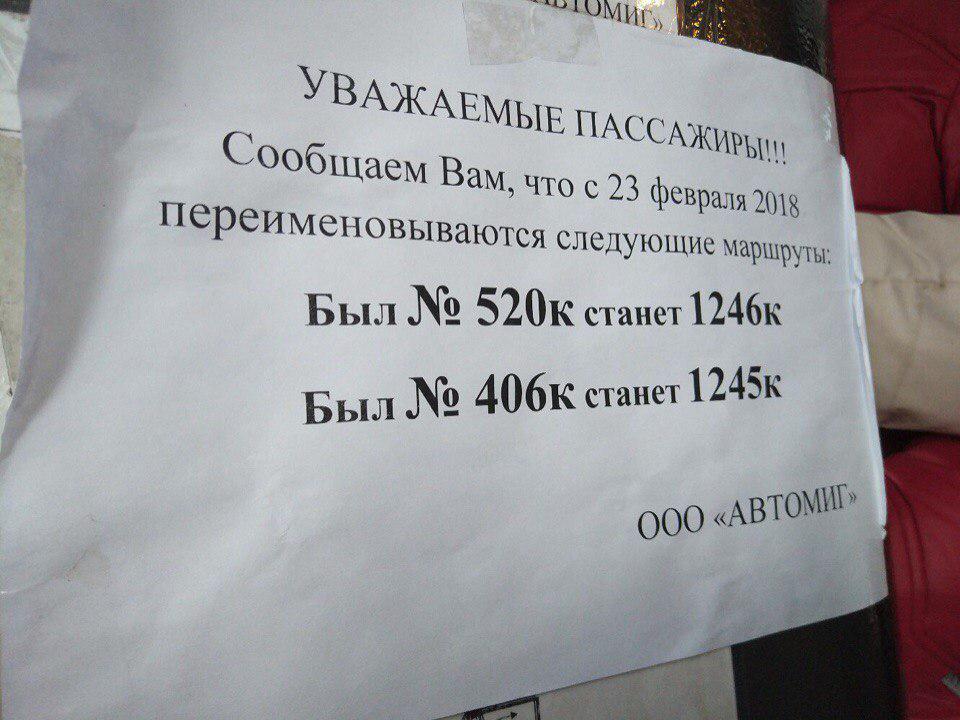 «АВТОМИГ»
УВАЖАЕМЫЕ ПАССАЖИРЫ!!!
Сообщаем Вам, что с 23 февраля 2018
переименовываются следующие маршруты:
Был № 520к станет 1246к
Был № 406к станет 1245к
ООО «АВТОМИГ»